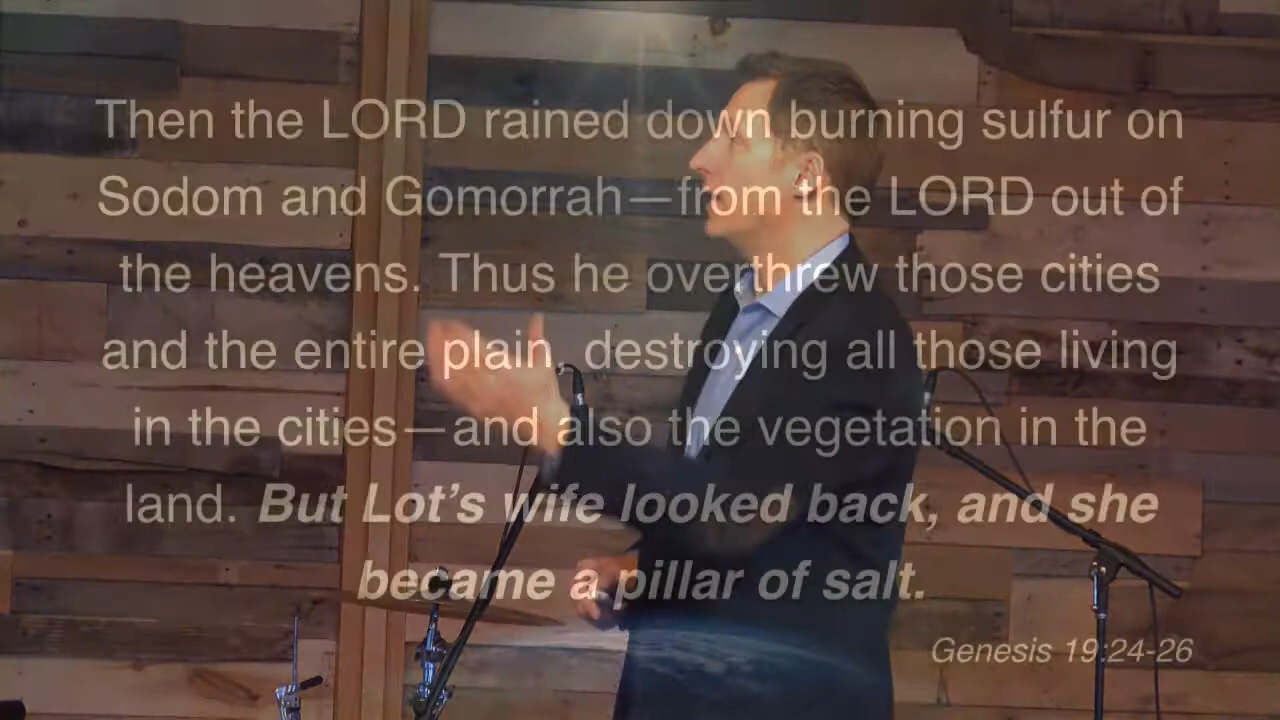 Then the LORD rained down burning sulfur on
Sodom and Gomorrah—from the LORD out of
the heavens. Thus he overthrew those cities
and the entire plain, destroying all those living
in the cities—and also the vegetation in the
land. But Lot’s wife looked back, and she
became a pillar of salt.
Genesis 19:24-26